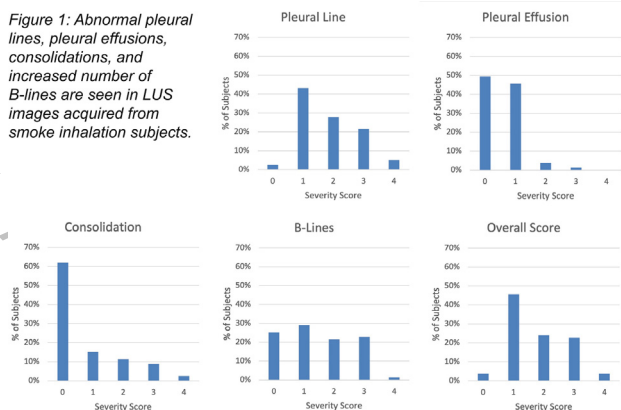 Figure 1: Abnormal pleural
lines, pleural effusions,
consolidations, and
increased number of
B-lines are seen in LUS
images acquired from
smoke inhalation subjects.
Pleural Line
70%
60%
50%
40%
30%
20%
10%
0%
% of Subjects
0 1 2 3 4
Severity Score
Pleural Effusion
70%
60%
50%
40%
30%
20%
10%
0%
% of Subjects
0 1 2 3 4
Severity Score
Consolidation
70%
60%
50%
40%
30%
20%
10%
0%
% of Subjects
0 1 2 3 4
Severity Score
B-Lines
70%
60%
50%
40%
30%
20%
10%
0%
% of Subjects
0 1 2 3 4
Severity Score
Overall Score
70%
60%
50%
40%
30%
20%
10%
0%
% of Subjects
0 1 2 3 4
Severity Score